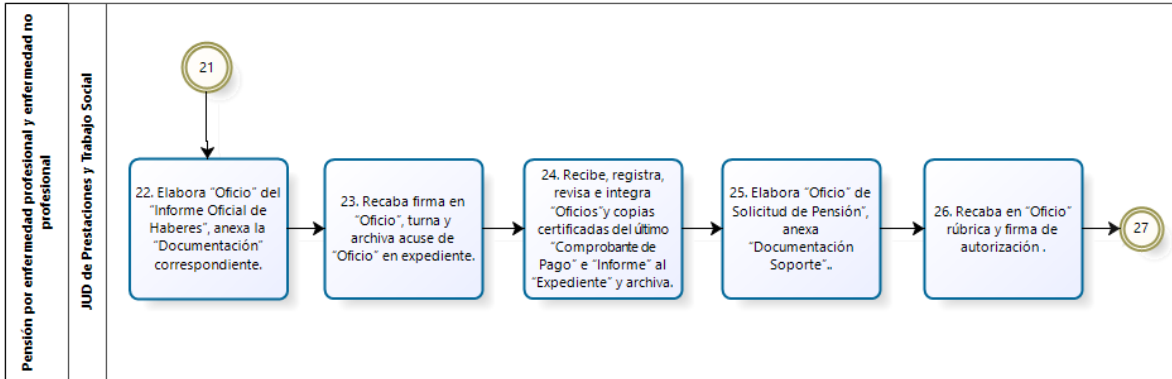 Pensión por enfermedad profesional y enfermedad no
profesional
JUD de Prestaciones y Trabajo Social
21
22. Elabora “Oficio” del
“Informe Oficial de
Haberes”, anexa la
“Documentación”
correspondiente.
23. Recaba firma en
“Oficio”, turna y
archiva acuse de
“Oficio” en expediente.
24. Recibe, registra,
revisa e integra
“Oficios”y copias
certificadas del último
“Comprobante de
Pago” e “Informe” al
“Expediente” y archiva.
25. Elabora “Oficio” de
Solicitud de Pensión”,
anexa
“Documentación
Soporte”..
26. Recaba en “Oficio”
rúbrica y firma de
autorización .
27